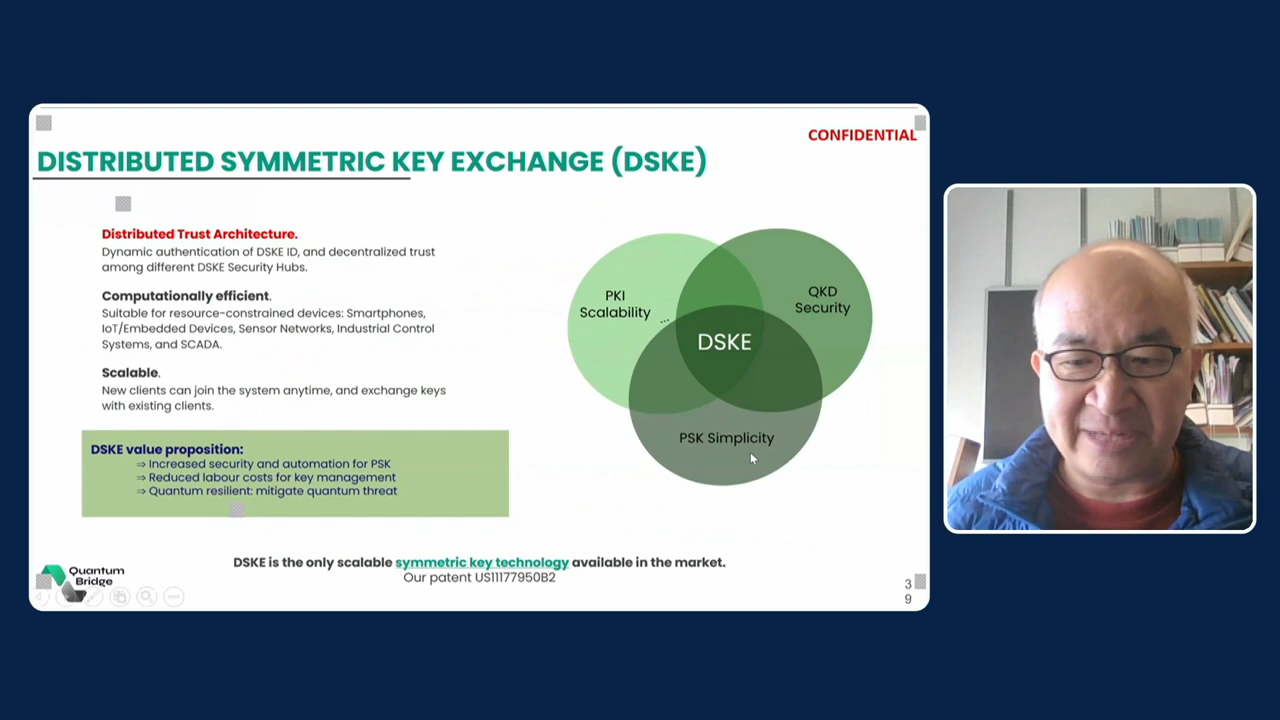 CONFIDENTIAL
DISTRIBUTED SYMMETRIC KEY EXCHANGE (DSKE)
Distributed Trust Architecture.
Dynamic authentication of DSKE ID, and decentralized trust
among different DSKE Security Hubs.
Computationally efficient.
Suitable for resource-constrained devices: Smartphones,
IoT/Embedded Devices, Sensor Networks, Industrial Control
Systems, and SCADA.
Scalable.
New clients can join the system anytime, and exchange keys
with existing clients.
DSKE value proposition:
⇒ Increased security and automation for PSK
⇒ Reduced labour costs for key management
⇒ Quantum resilient: mitigate quantum threat
PKI
Scalability
...
QKD
Security
DSKE
PSK Simplicity
DSKE is the only scalable symmetric key technology available in the market.
Our patent US11177950B2
Quantum
Bridge
3
9